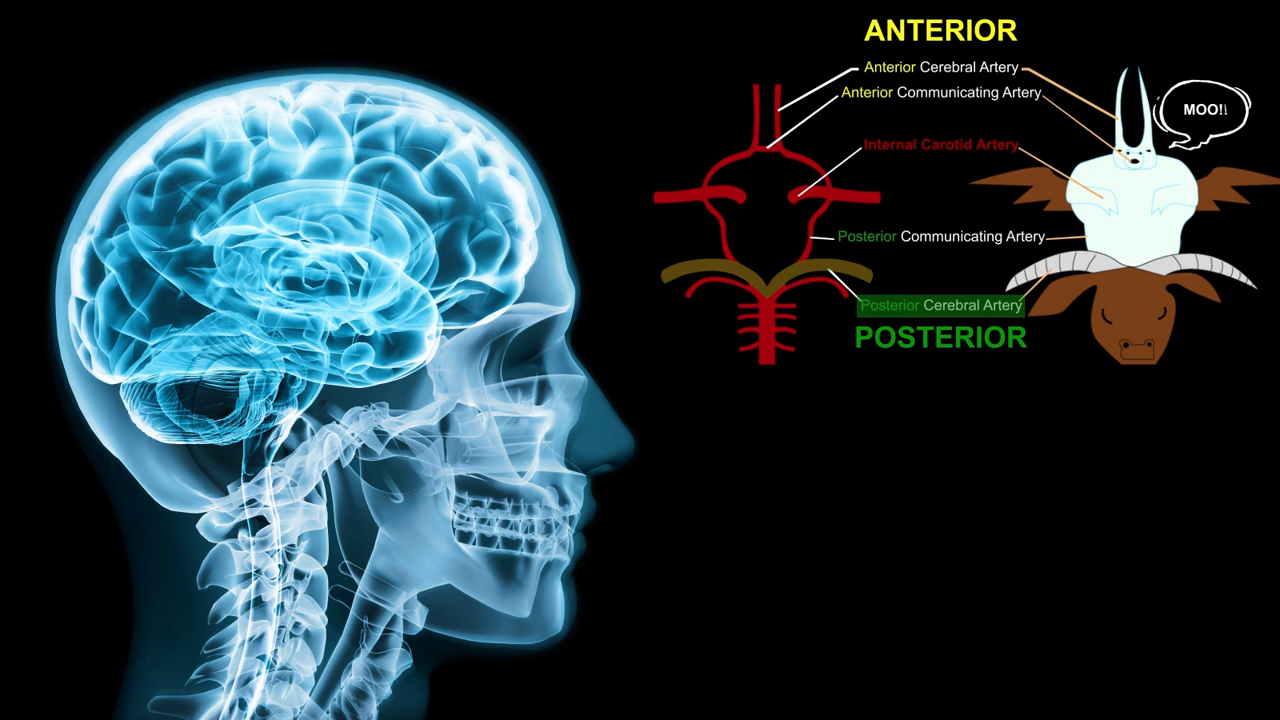 ANTERIOR
Anterior Cerebral Artery
Anterior Communicating Artery
MOO!!
Internal Carotid Artery
Posterior Communicating Artery
Posterior Cerebral Artery
POSTERIOR